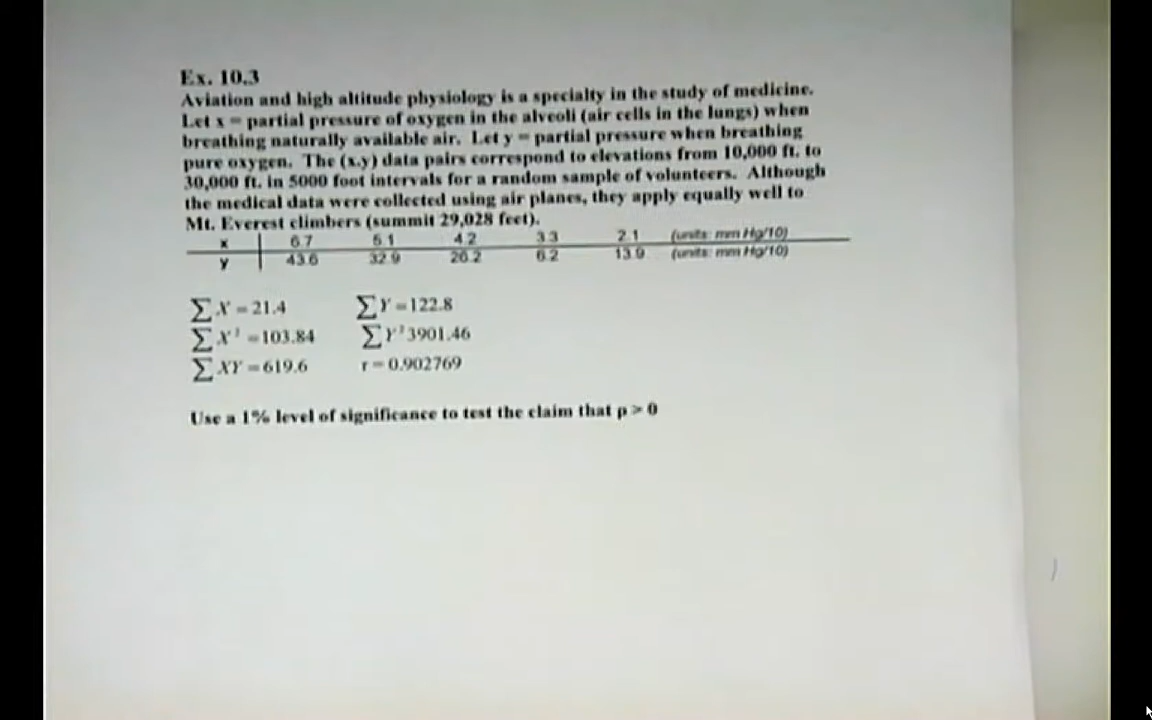 Ex. 10.3
Aviation and high altitude physiology is a specialty in the study of medicine.
Let x = partial pressure of oxygen in the alveoli (air cells in the lungs) when
breathing naturally available air. Let y = partial pressure when breathing
pure oxygen. The (x,y) data pairs correspond to elevations from 10,000 ft. to
30,000 ft. in 5000 foot intervals for a random sample of volunteers. Although
the medical data were collected using air planes, they apply equally well to
Mt. Everest climbers (summit 29,028 feet).
x 6.7 5.1 4.2 3.3 2.1 (units: mm Hg/10)
y 43.6 32.9 26.2 6.2 13.9 (units: mm Hg/10)
∑X = 21.4 ∑Y = 122.8
∑X² = 103.84 ∑Y² 3901.46
∑XY = 619.6 r = 0.902769
Use a 1% level of significance to test the claim that p > 0